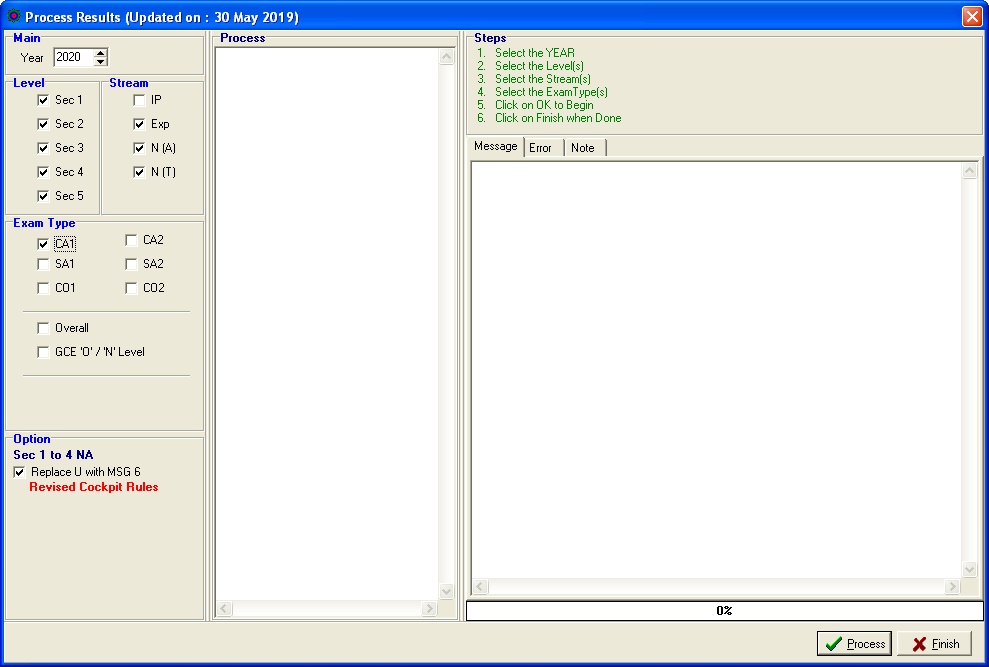 Process Results (Updated on : 30 May 2019)
Main
Year 2020
Level
Sec 1
Sec 2
Sec 3
Sec 4
Sec 5
Stream
IP
Exp
N (A)
N (T)
Exam Type
CA1 CA2
SA1 SA2
CO1 CO2
Overall
GCE 'O' / 'N' Level
Option
Sec 1 to 4 NA
Replace U with MSG 6
Revised Cockpit Rules
Process
Steps
1. Select the YEAR
2. Select the Level(s)
3. Select the Stream(s)
4. Select the ExamType(s)
5. Click on OK to Begin
6. Click on Finish when Done
Message Error Note
0%
Process Finish